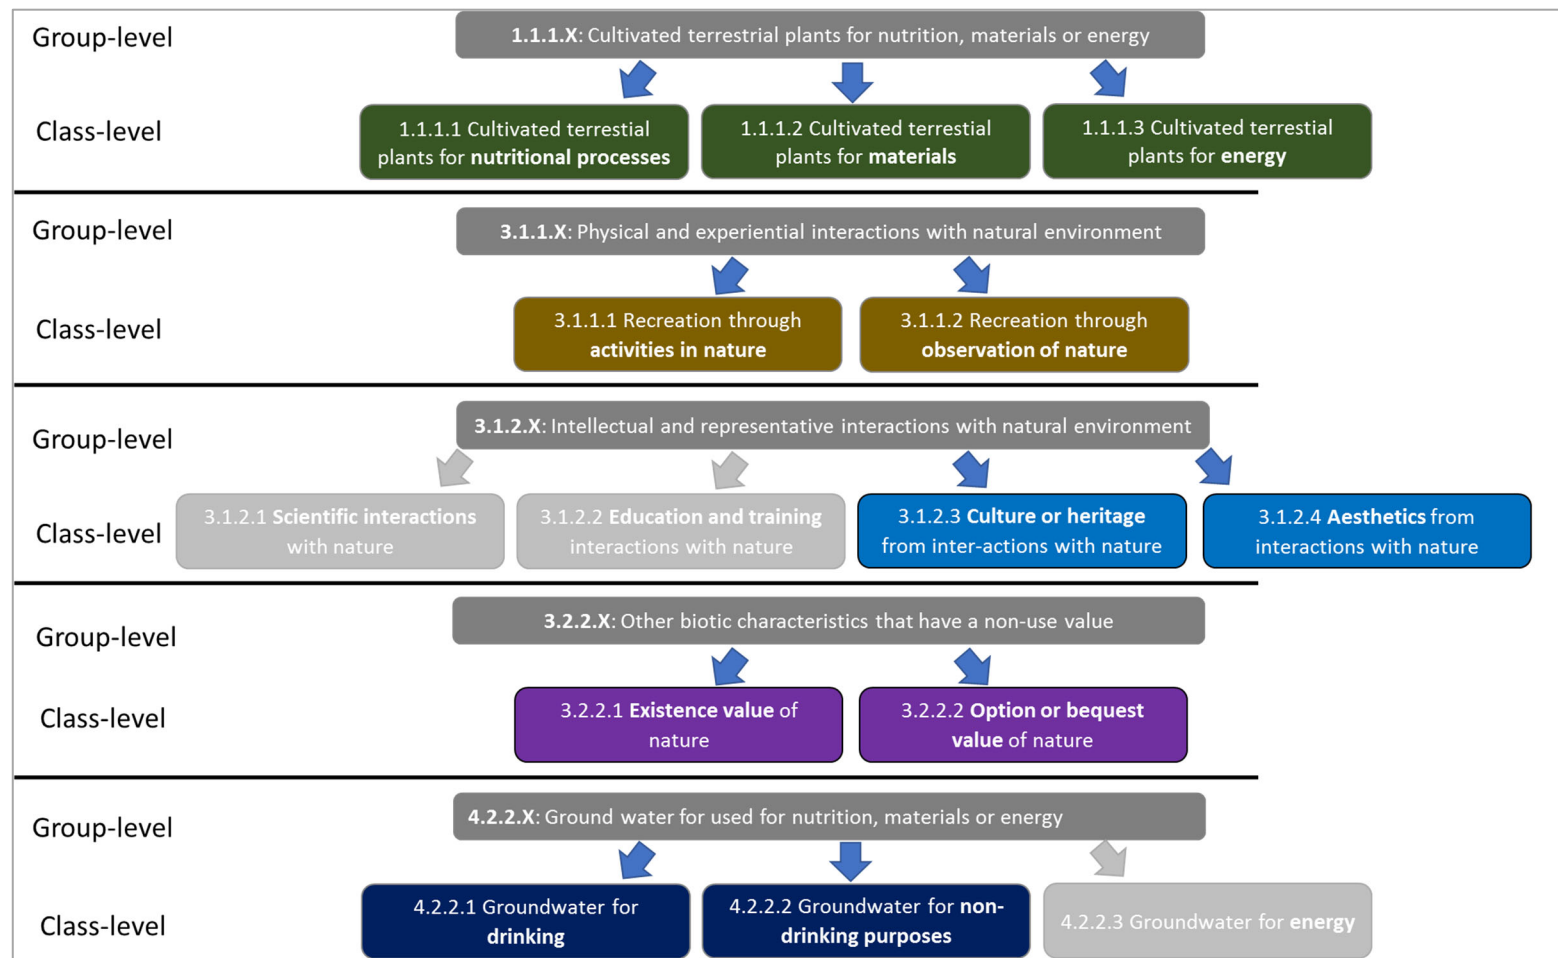 Group-level
1.1.1.X: Cultivated terrestrial plants for nutrition, materials or energy
Class-level
1.1.1.1 Cultivated terrestial
plants for nutritional processes
1.1.1.2 Cultivated terrestial
plants for materials
1.1.1.3 Cultivated terrestial
plants for energy
Group-level
3.1.1.X: Physical and experiential interactions with natural environment
Class-level
3.1.1.1 Recreation through
activities in nature
3.1.1.2 Recreation through
observation of nature
Group-level
3.1.2.X: Intellectual and representative interactions with natural environment
Class-level
3.1.2.1 Scientific interactions
with nature
3.1.2.2 Education and training
interactions with nature
3.1.2.3 Culture or heritage
from inter-actions with nature
3.1.2.4 Aesthetics from
interactions with nature
Group-level
3.2.2.X: Other biotic characteristics that have a non-use value
Class-level
3.2.2.1 Existence value of
nature
3.2.2.2 Option or bequest
value of nature
Group-level
4.2.2.X: Ground water for used for nutrition, materials or energy
Class-level
4.2.2.1 Groundwater for
drinking
4.2.2.2 Groundwater for non-
drinking purposes
4.2.2.3 Groundwater for energy